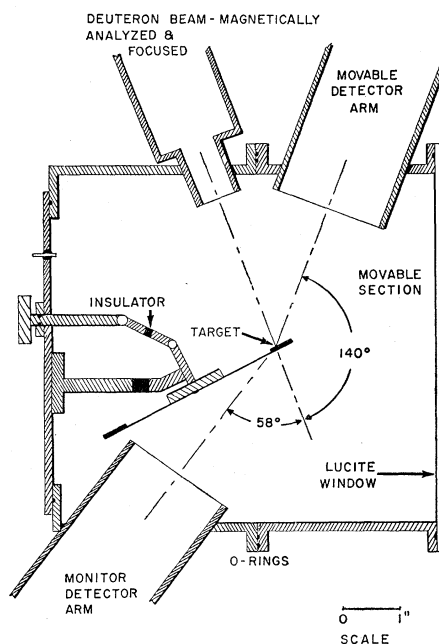 DEUTERON BEAM-MAGNETICALLY
ANALYZED &
FOCUSED
MOVABLE
DETECTOR
ARM
MOVABLE
SECTION
INSULATOR
TARGET
140°
58°
LUCITE
WINDOW
O-RINGS
MONITOR
DETECTOR
ARM
0 1"
SCALE